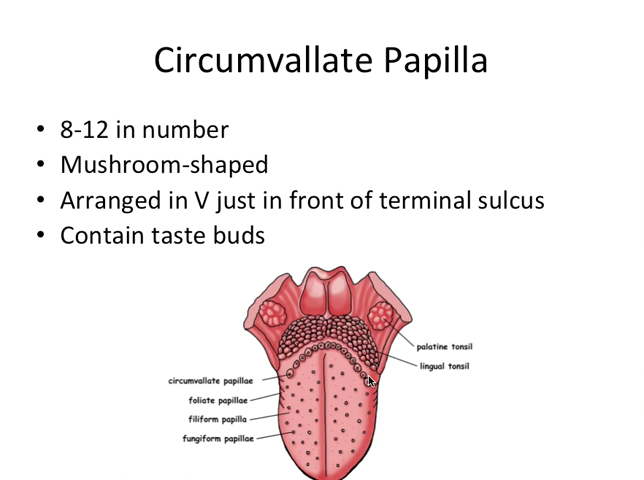 Circumvallate Papilla
• 8-12 in number
• Mushroom-shaped
• Arranged in V just in front of terminal sulcus
• Contain taste buds
palatine tonsil
lingual tonsil
circumvallate papillae
foliate papillae
filiform papilla
fungiform papillae